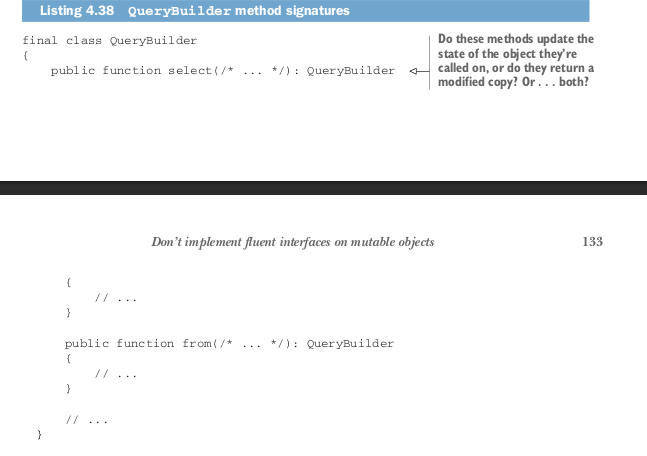 Listing 4.38 QueryBuilder method signatures
final class QueryBuilder
{
public function select(/* ... */): QueryBuilder
Do these methods update the
state of the object they're
called on, or do they return a
modified copy? Or . . . both?
Don't implement fluent interfaces on mutable objects 133
{
// ...
}
public function from(/* ... */): QueryBuilder
{
// ...
}
// ...
}